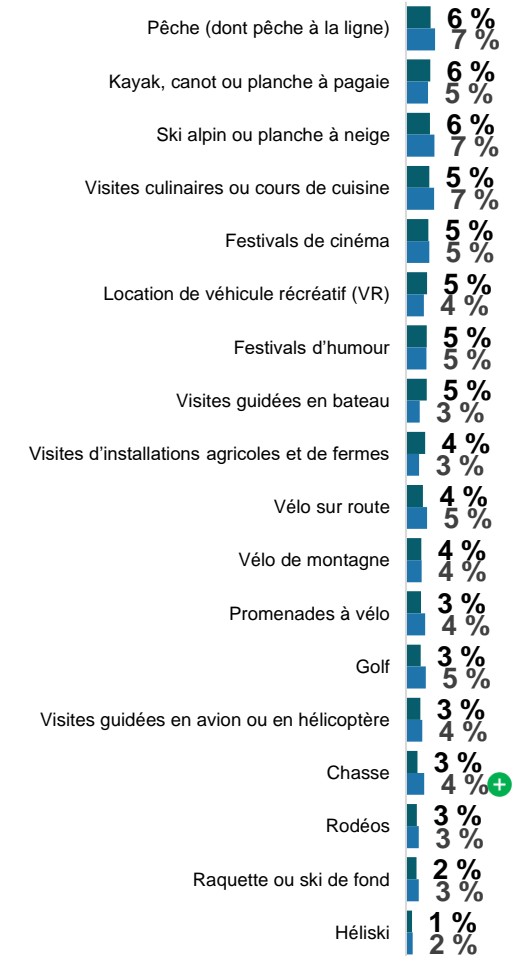 Pêche (dont pêche à la ligne) 6 %
7 %
Kayak, canot ou planche à pagaie 6 %
5 %
Ski alpin ou planche à neige 6 %
7 %
Visites culinaires ou cours de cuisine 5 %
7 %
Festivals de cinéma 5 %
5 %
Location de véhicule récréatif (VR) 5 %
4 %
Festivals d’humour 5 %
5 %
Visites guidées en bateau 5 %
3 %
Visites d’installations agricoles et de fermes 4 %
3 %
Vélo sur route 4 %
5 %
Vélo de montagne 4 %
4 %
Promenades à vélo 3 %
4 %
Golf 3 %
5 %
Visites guidées en avion ou en hélicoptère 3 %
4 %
Chasse 3 %
4 % +
Rodéos 3 %
3 %
Raquette ou ski de fond 2 %
3 %
Héliski 1 %
2 %